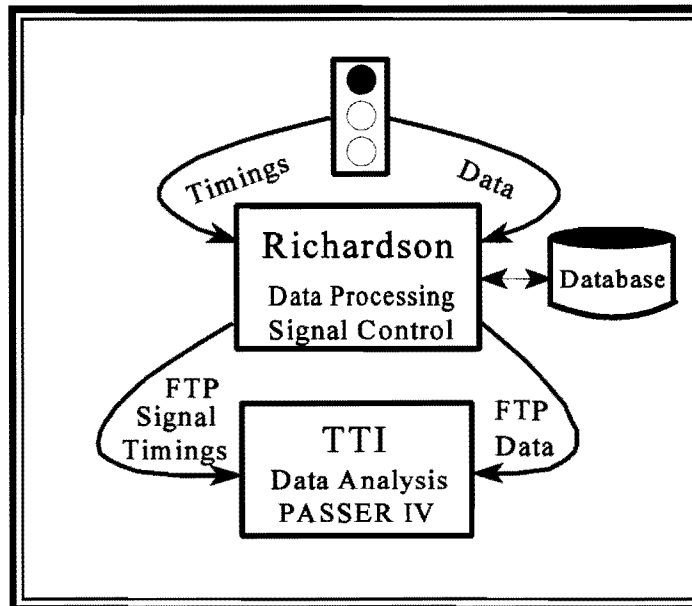 Timings
Data
Richardson
Data Processing
Signal Control
Database
FTP
Signal
Timings
FTP
Data
TTI
Data Analysis
PASSER IV